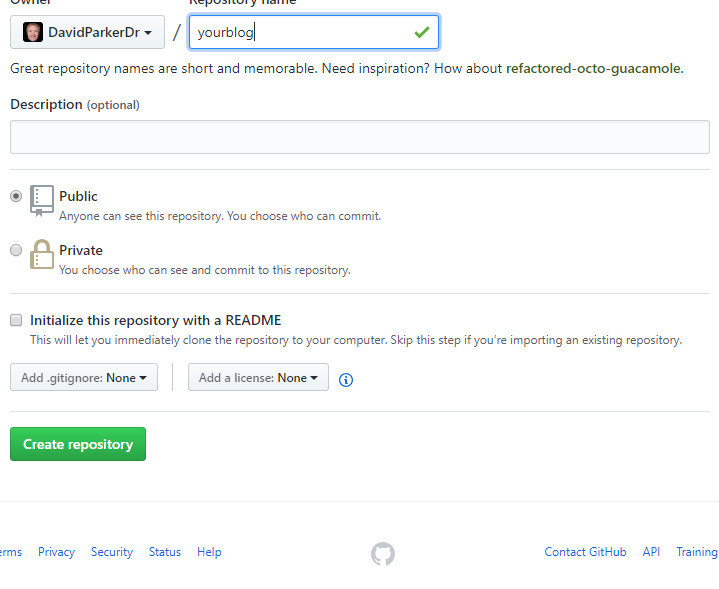 Owner Repository name
DavidParkerDr / yourblog
Great repository names are short and memorable. Need inspiration? How about refactored-octo-guacamole.
Description (optional)
Public
Anyone can see this repository. You choose who can commit.
Private
You choose who can see and commit to this repository.
Initialize this repository with a README
This will let you immediately clone the repository to your computer. Skip this step if you're importing an existing repository.
Add .gitignore: None Add a license: None
Create repository
erms Privacy Security Status Help Contact GitHub API Training